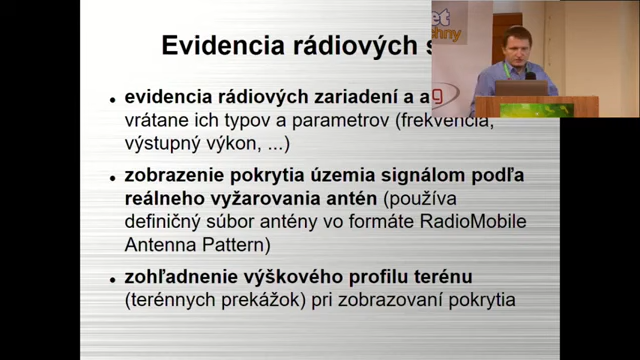 Evidencia rádiových
evidencia rádiových zariadení a
vrátane ich typov a parametrov (frekvencia,
výstupný výkon, ...)
zobrazenie pokrytia územia signálom podľa
reálneho vyžarovania antén (používa
definičný súbor antény vo formáte RadioMobile
Antenna Pattern)
zohľadnenie výškového profilu terénu
(terénnych prekážok) pri zobrazovaní pokrytia